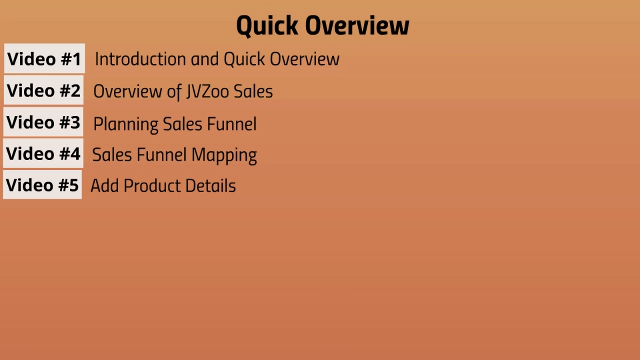 Quick Overview
Video #1 Introduction and Quick Overview
Video #2 Overview of JVZoo Sales
Video #3 Planning Sales Funnel
Video #4 Sales Funnel Mapping
Video #5 Add Product Details